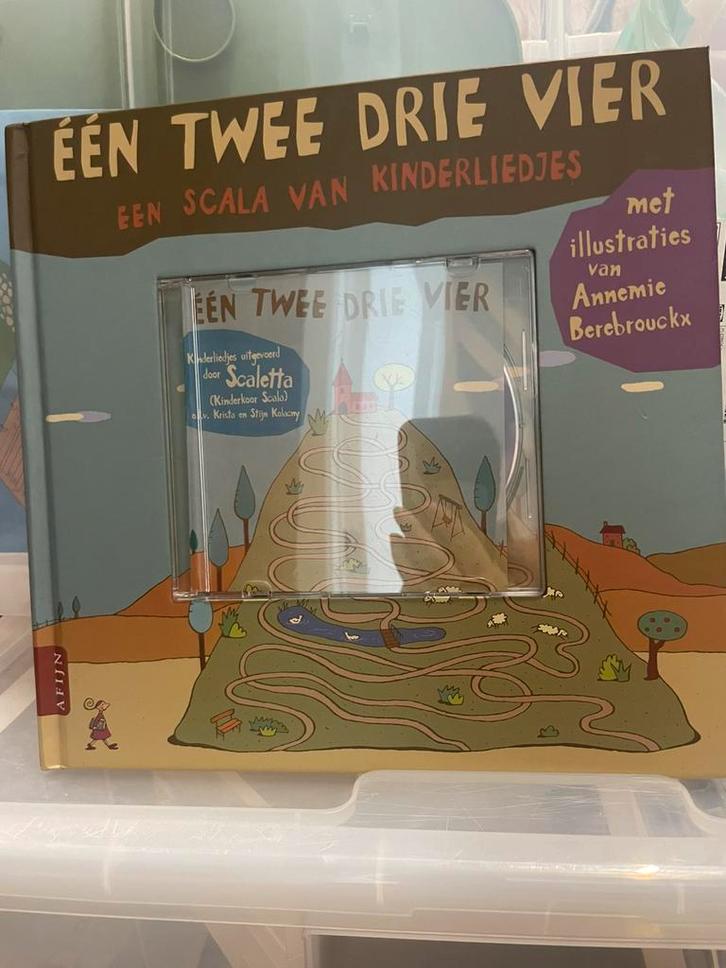 ÉÉN TWEE DRIE VIER
EEN SCALA VAN KINDERLIEDJES
met
illustraties
van
Annemie
Berebrouckx
ÉÉN TWEE DRIE VIER
Kinderliedjes uitgevoerd
door Scaletta
(Kinderkoor Scala)
o.l.v. Krista en Stijn Kolacny
AFIJN